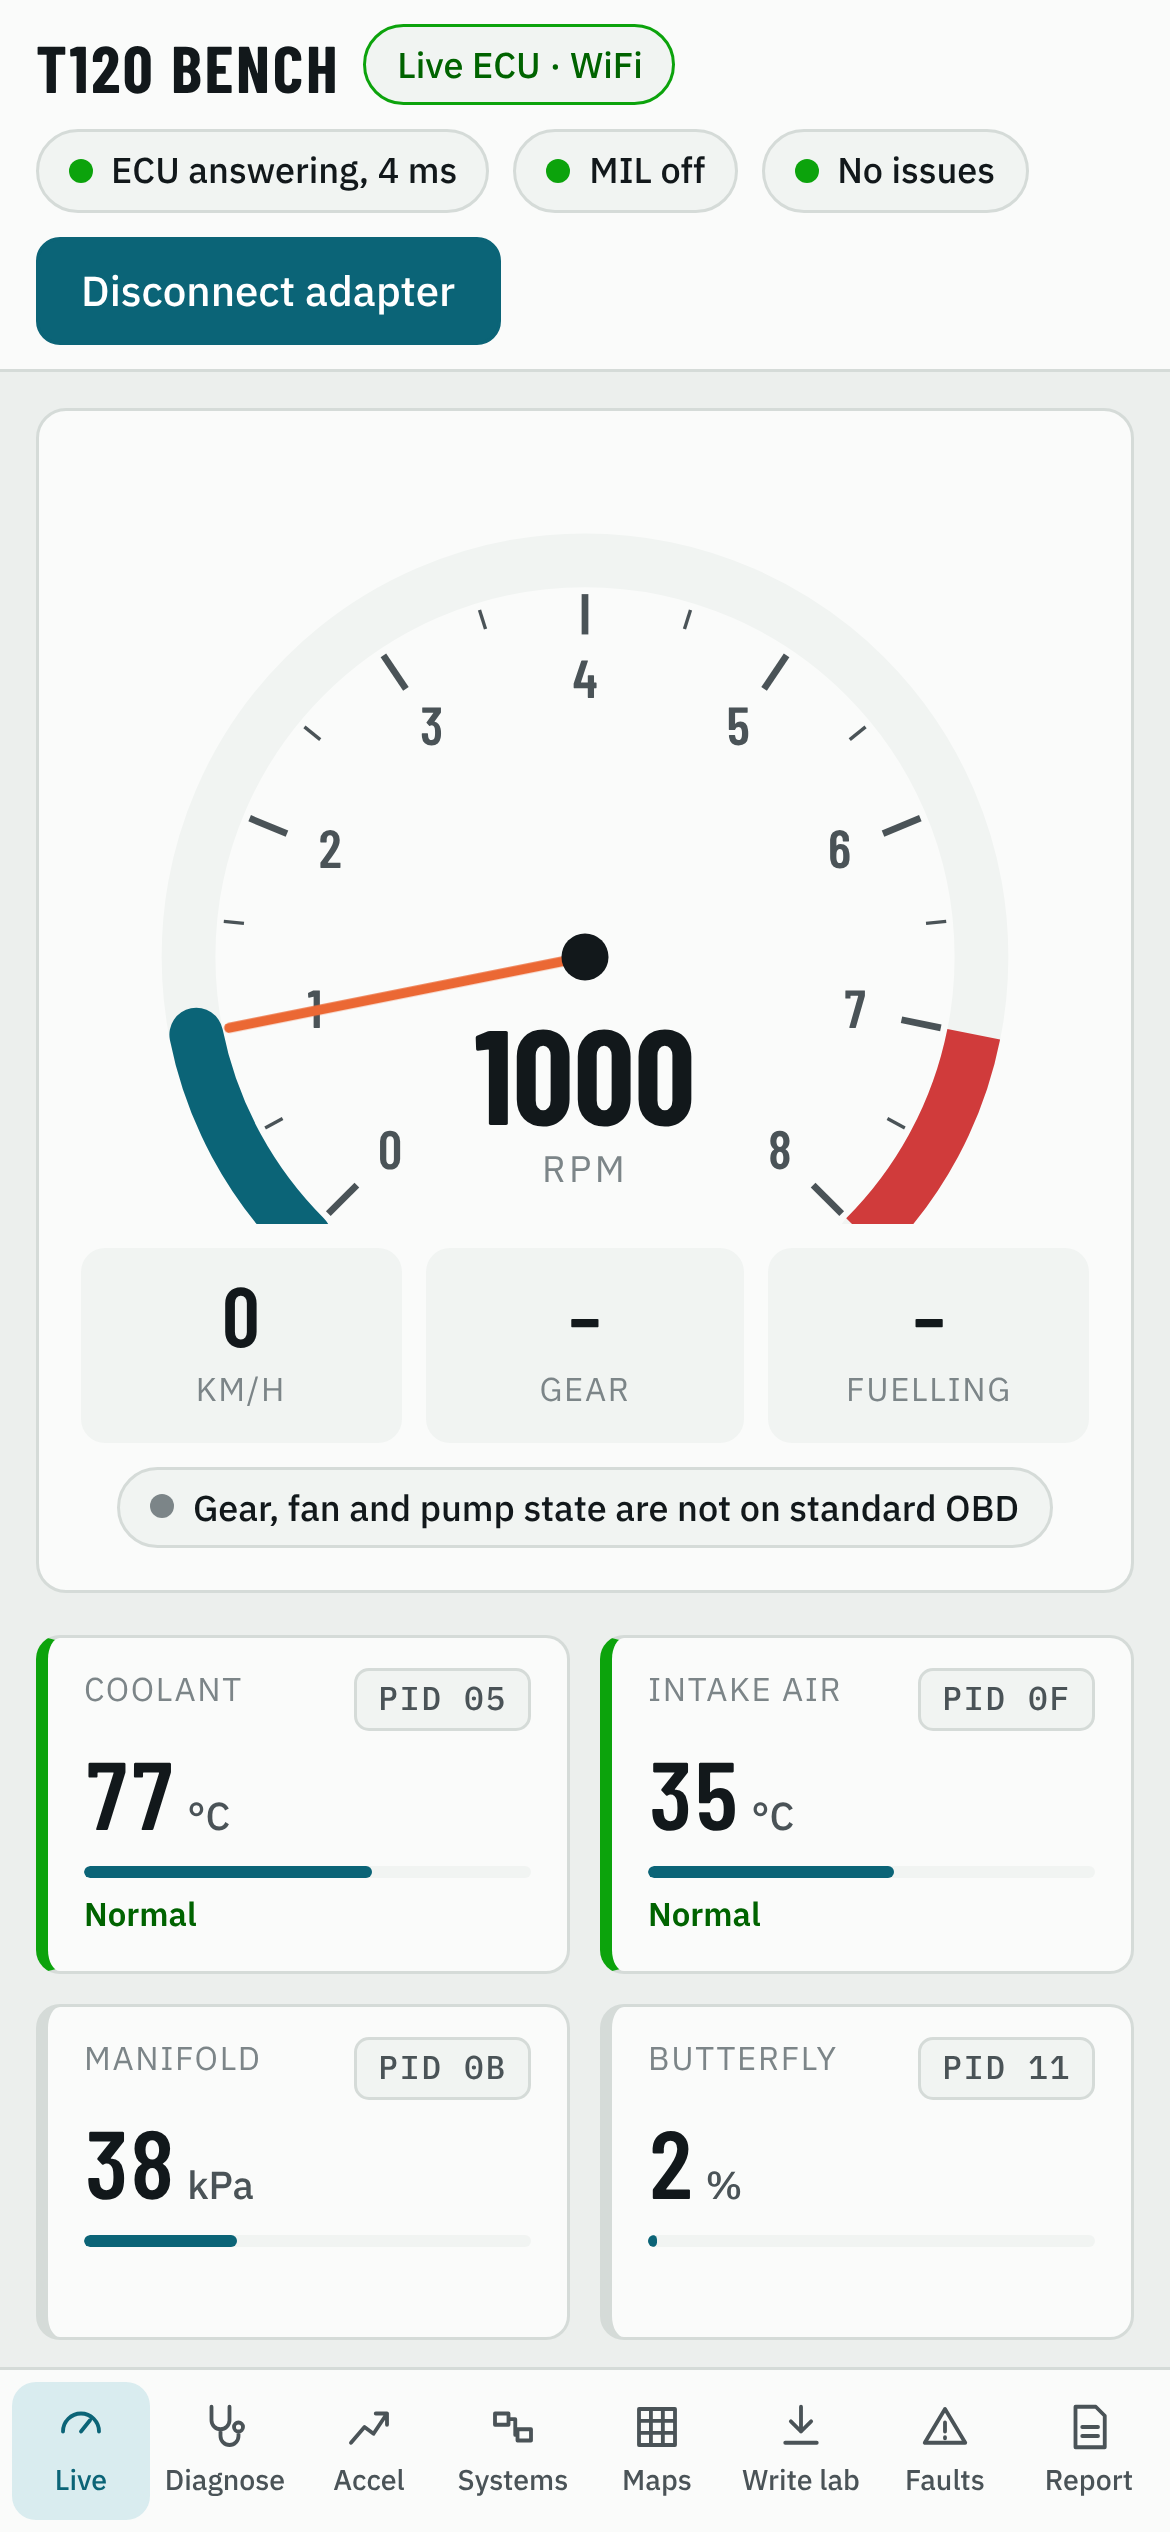 T120 BENCH
Live ECU · WiFi
ECU answering, 4 ms
MIL off
No issues
Disconnect adapter
4
3
5
2
6
1
7
1000
0
8
RPM
0
-
-
KM/H
GEAR
FUELLING
Gear, fan and pump state are not on standard OBD
COOLANT
PID 05
INTAKE AIR
PID 0F
77 °C
35 °C
Normal
Normal
MANIFOLD
PID 0B
BUTTERFLY
PID 11
38 kPa
2 %
Live
Diagnose
Accel
Systems
Maps
Write lab
Faults
Report